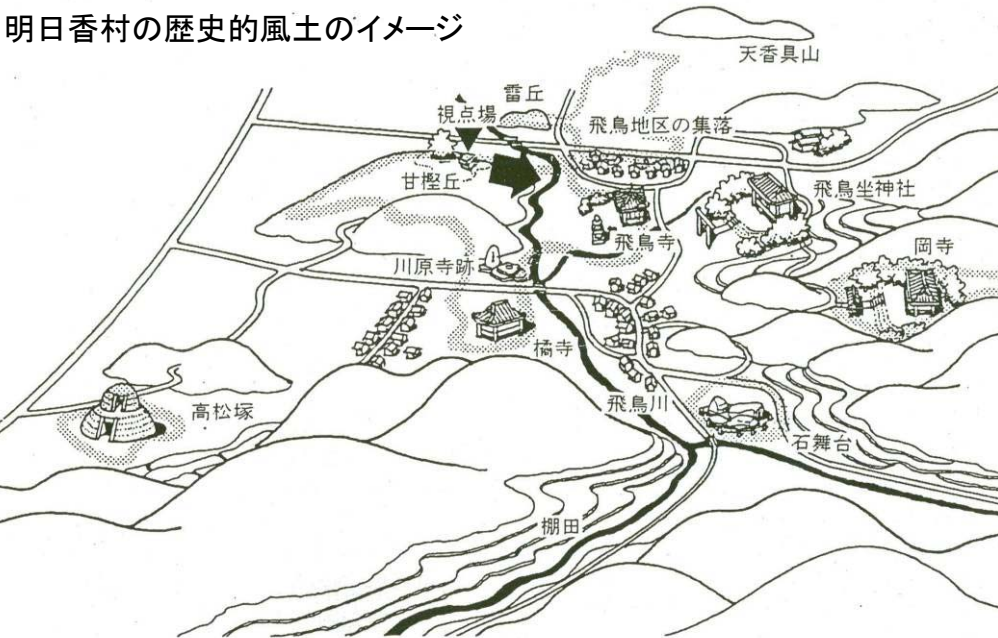 明日香村の歴史的風土のイメージ
天香具山
雷丘
視点場
飛鳥地区の集落
甘樫丘
飛鳥坐神社
飛鳥寺
岡寺
川原寺跡
橘寺
飛鳥川
高松塚
石舞台
棚田